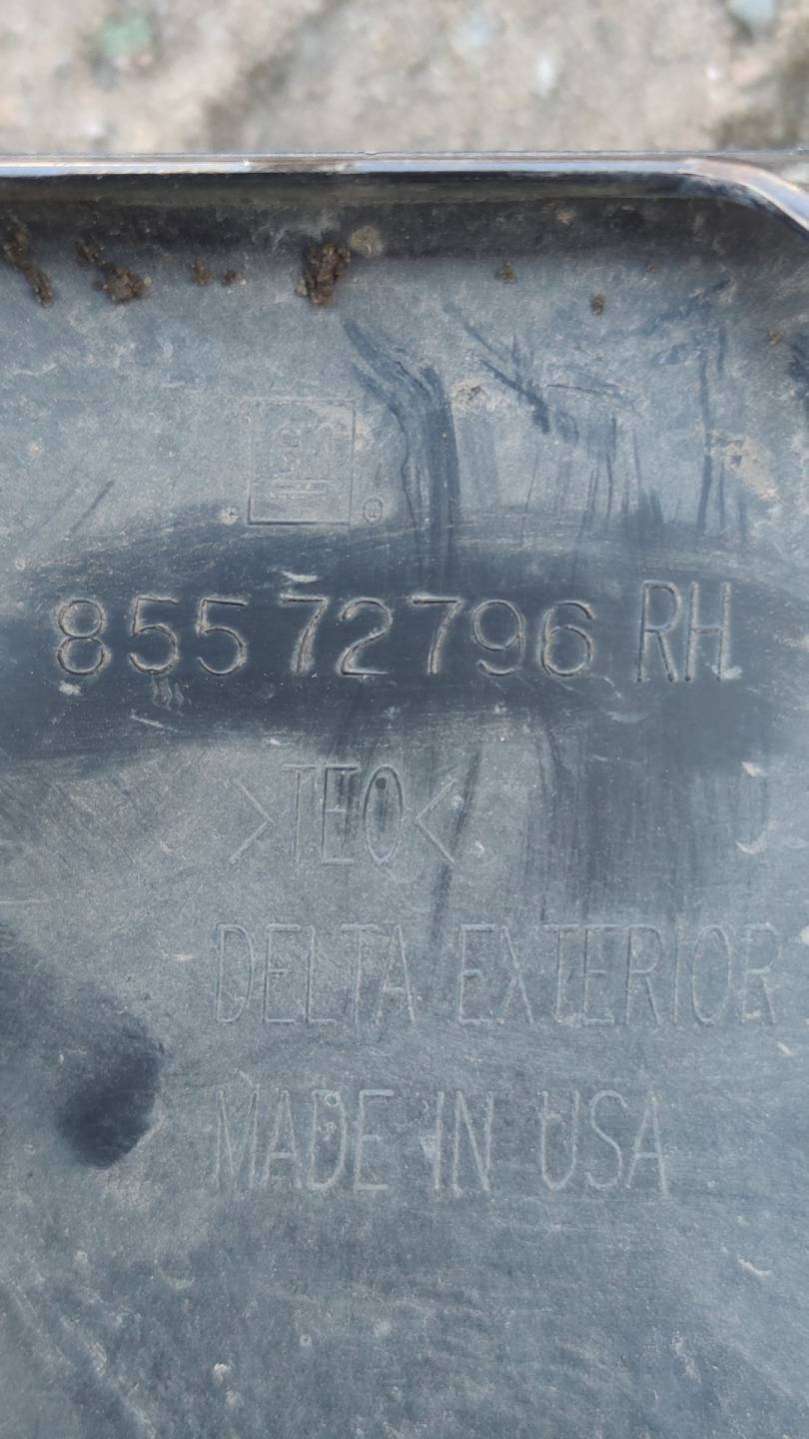 85572796 RH
>TEO<
DELTA EXTERIOR
MADE IN USA